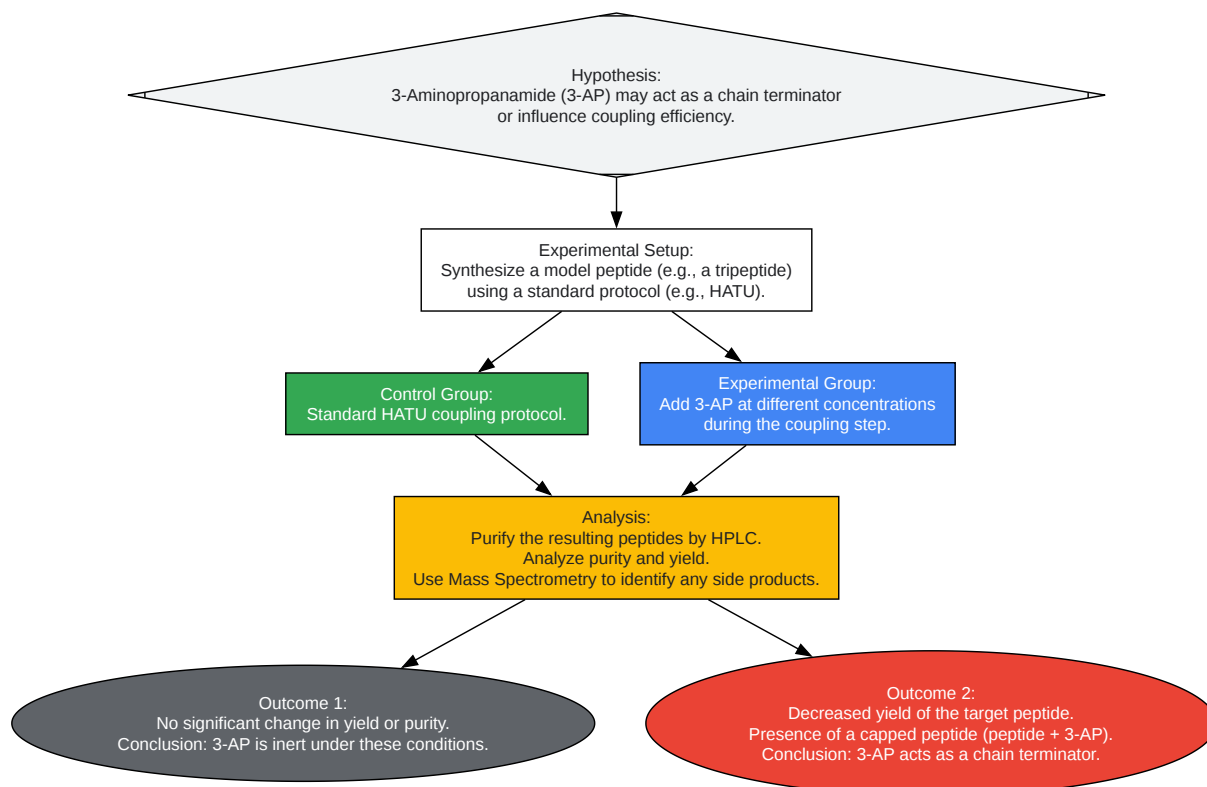 Hypothesis:
3-Aminopropanamide (3-AP) may act as a chain terminator
or influence coupling efficiency.
Experimental Setup:
Synthesize a model peptide (e.g., a tripeptide)
using a standard protocol (e.g., HATU).
Control Group:
Standard HATU coupling protocol.
Experimental Group:
Add 3-AP at different concentrations
during the coupling step.
Analysis:
Purify the resulting peptides by HPLC.
Analyze purity and yield.
Use Mass Spectrometry to identify any side products.
Outcome 1:
No significant change in yield or purity.
Conclusion: 3-AP is inert under these conditions.
Outcome 2:
Decreased yield of the target peptide.
Presence of a capped peptide (peptide + 3-AP).
Conclusion: 3-AP acts as a chain terminator.